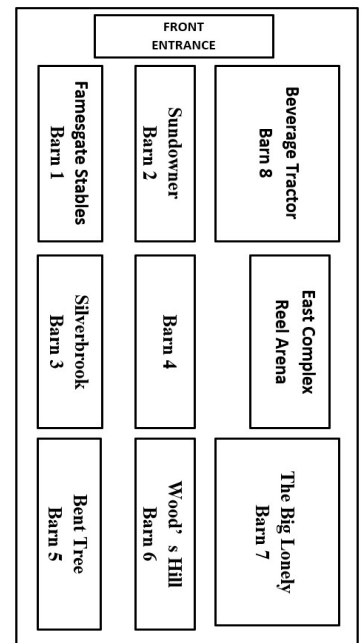 FRONT
ENTRANCE
Famesgate Stables
Barn 1
Sundowner
Barn 2
Beverage Tractor
Barn 8
Silverbrook
Barn 3
Barn 4
East Complex
Reel Arena
Bent Tree
Barn 5
Wood’s Hill
Barn 6
The Big Lonely
Barn 7